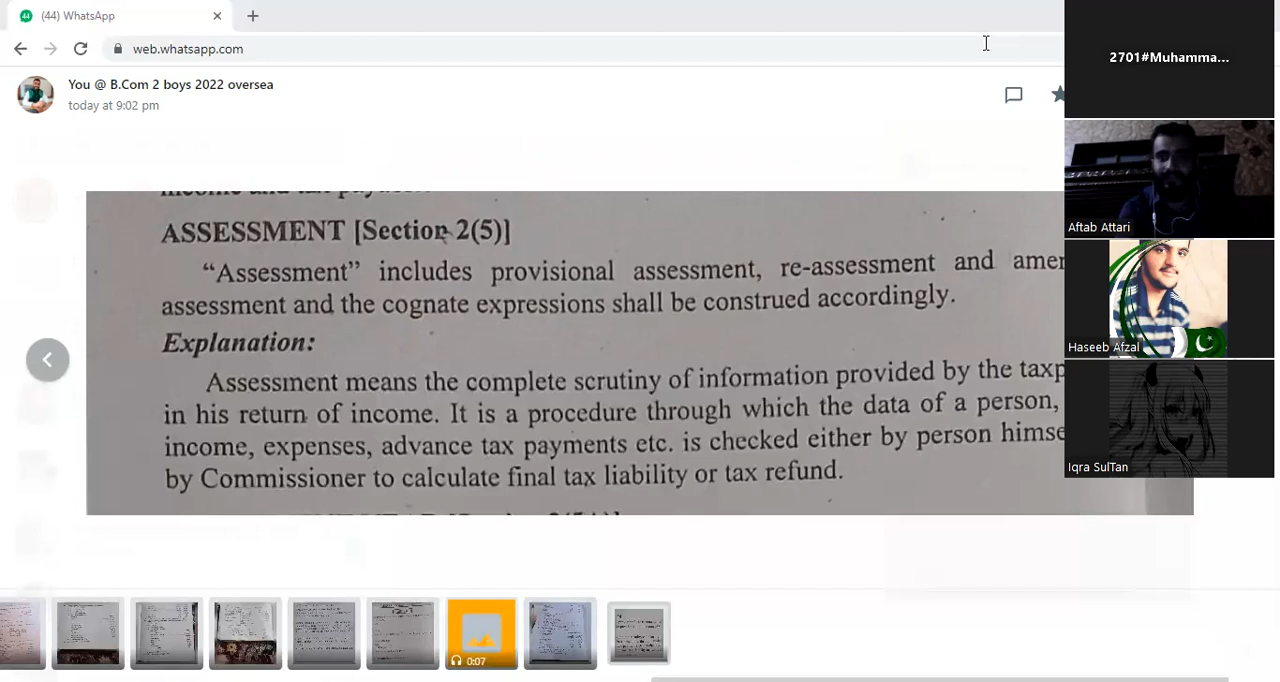 (44) WhatsApp
web.whatsapp.com
2701#Muhamma...
You @ B.Com 2 boys 2022 oversea
today at 9:02 pm
ASSESSMENT [Section 2(5)]
“Assessment” includes provisional assessment, re-assessment and amen
assessment and the cognate expressions shall be construed accordingly.
Explanation:
Assessment means the complete scrutiny of information provided by the taxp
in his return of income. It is a procedure through which the data of a person,
income, expenses, advance tax payments etc. is checked either by person himse
by Commissioner to calculate final tax liability or tax refund.
Aftab Attari
Haseeb Afzal
Iqra SulTan
0:07